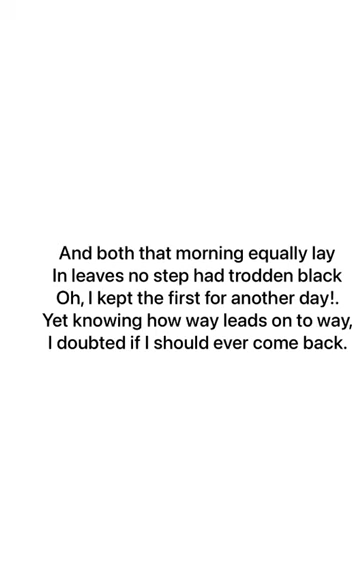 And both that morning equally lay
In leaves no step had trodden black
Oh, I kept the first for another day!.
Yet knowing how way leads on to way,
I doubted if I should ever come back.